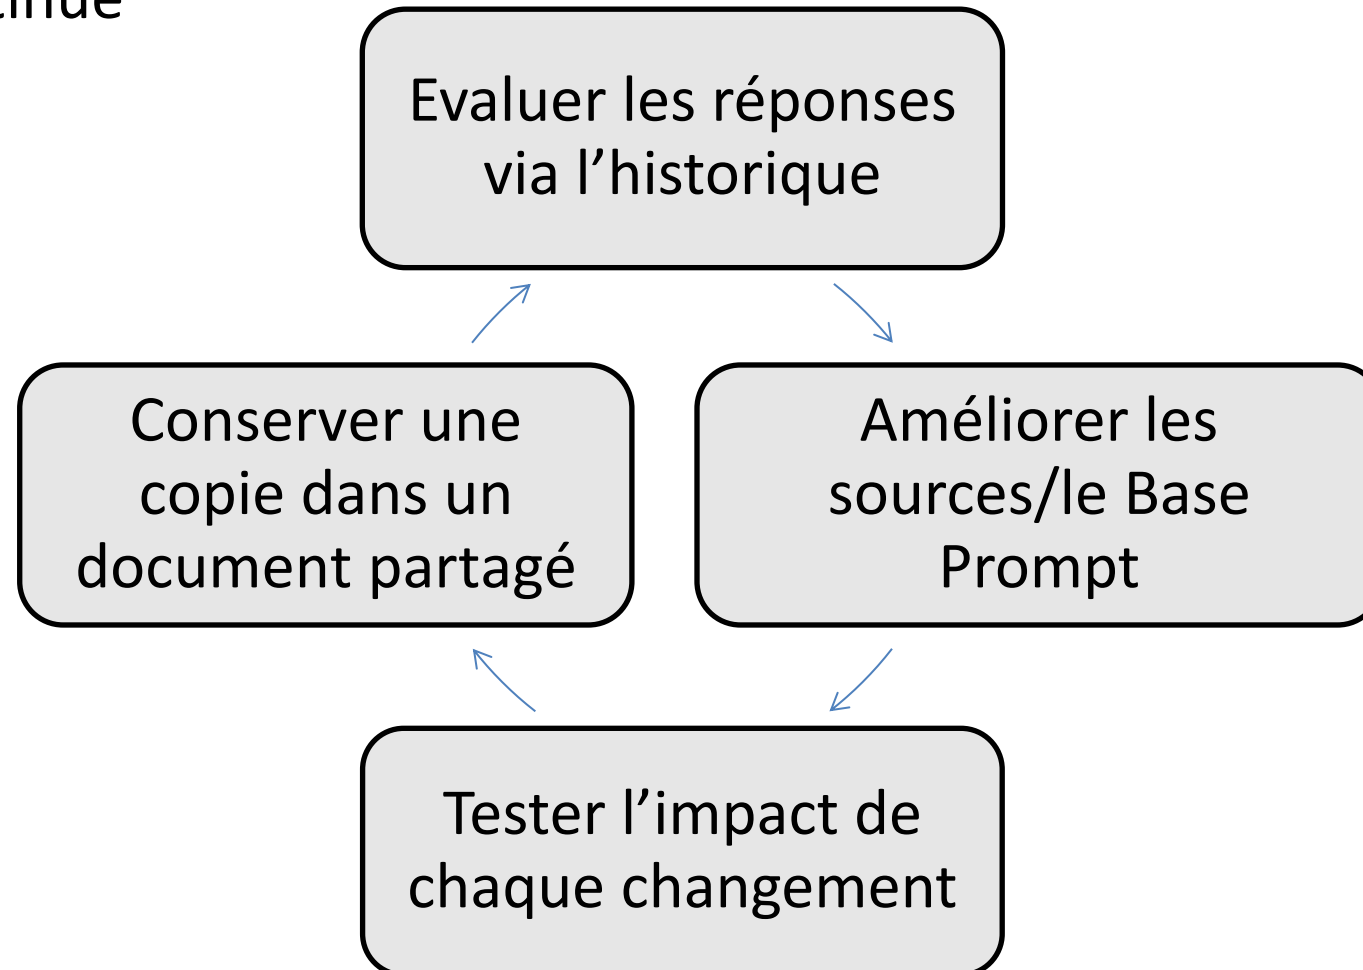 Evaluer les réponses
via l’historique
Conserver une
copie dans un
document partagé
Améliorer les
sources/le Base
Prompt
Tester l’impact de
chaque changement